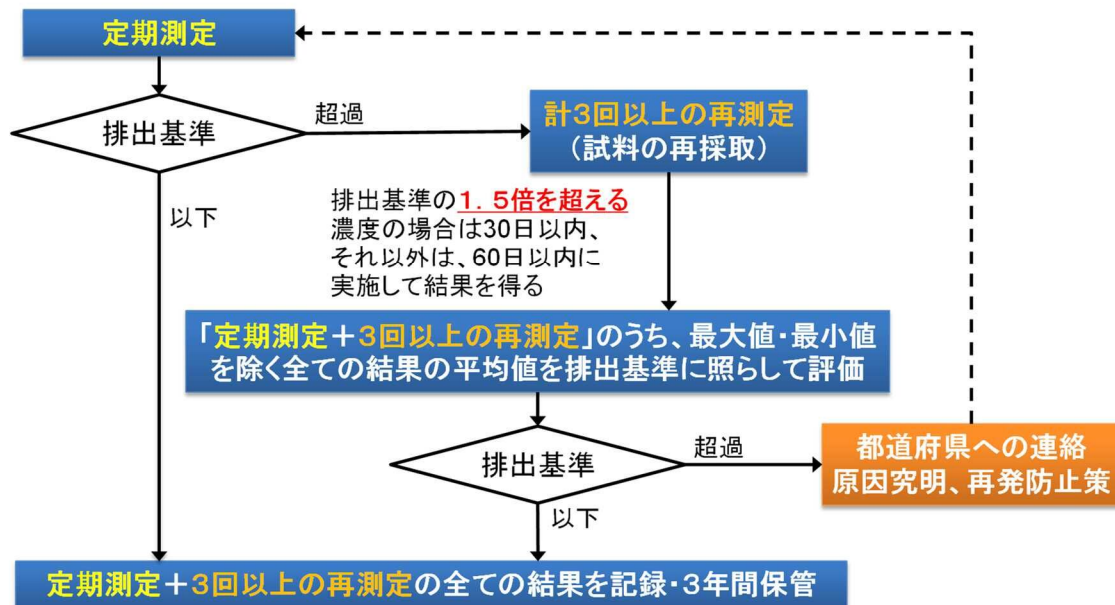 定期測定
排出基準
超過
計3回以上の再測定
（試料の再採取）
以下
排出基準の1．5倍を超える
濃度の場合は30日以内、
それ以外は、60日以内に
実施して結果を得る
「定期測定＋3回以上の再測定」のうち、最大値・最小値
を除く全ての結果の平均値を排出基準に照らして評価
排出基準
超過
都道府県への連絡
原因究明、再発防止策
以下
定期測定＋3回以上の再測定の全ての結果を記録・3年間保管